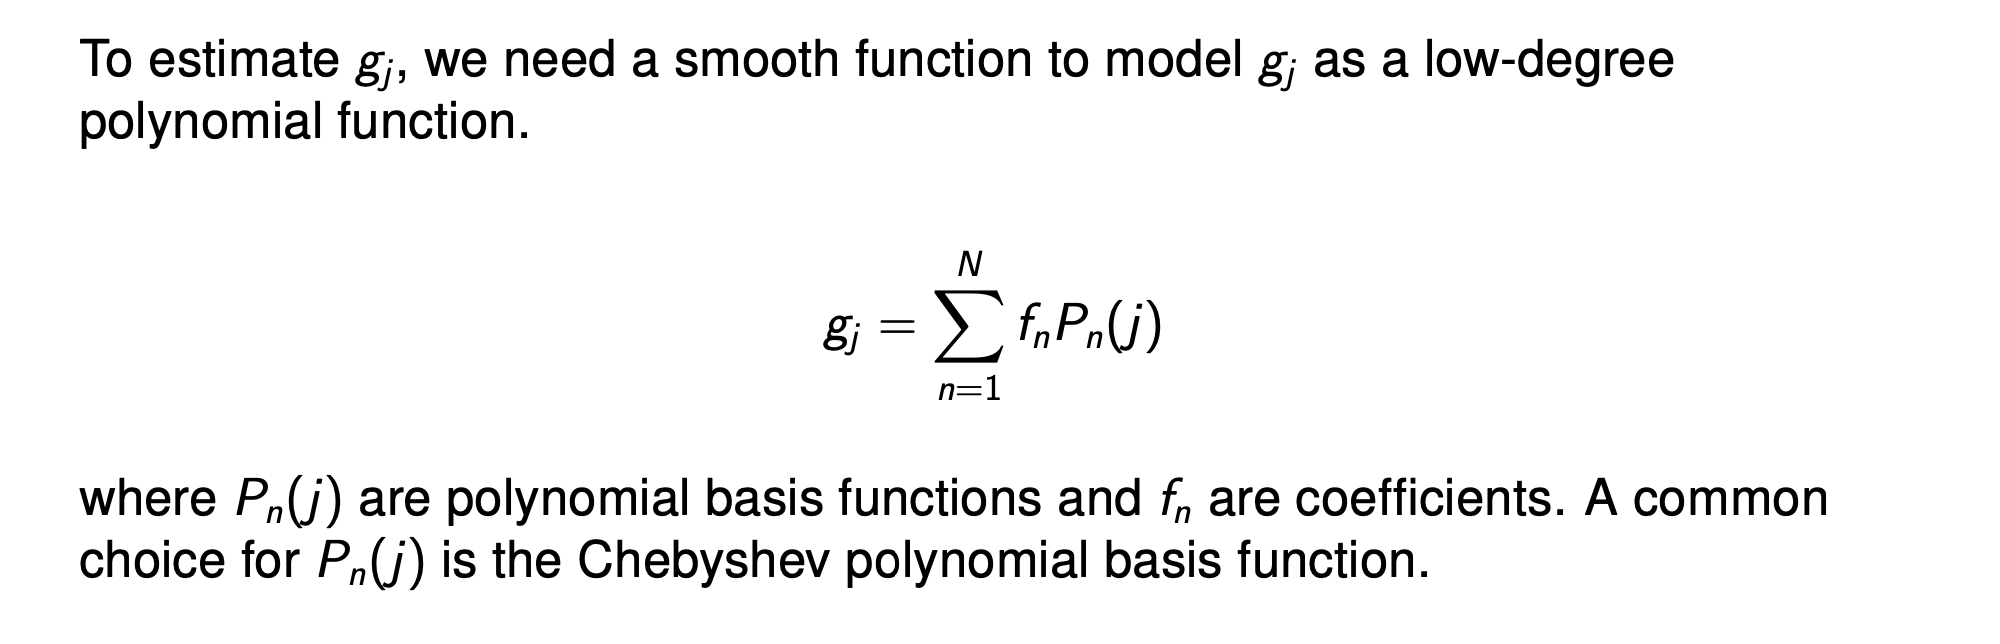 To estimate g_j, we need a smooth function to model g_j as a low-degree
polynomial function.
g_j = \sum_{n=1}^{N} f_n P_n(j)
where P_n(j) are polynomial basis functions and f_n are coefficients. A common
choice for P_n(j) is the Chebyshev polynomial basis function.